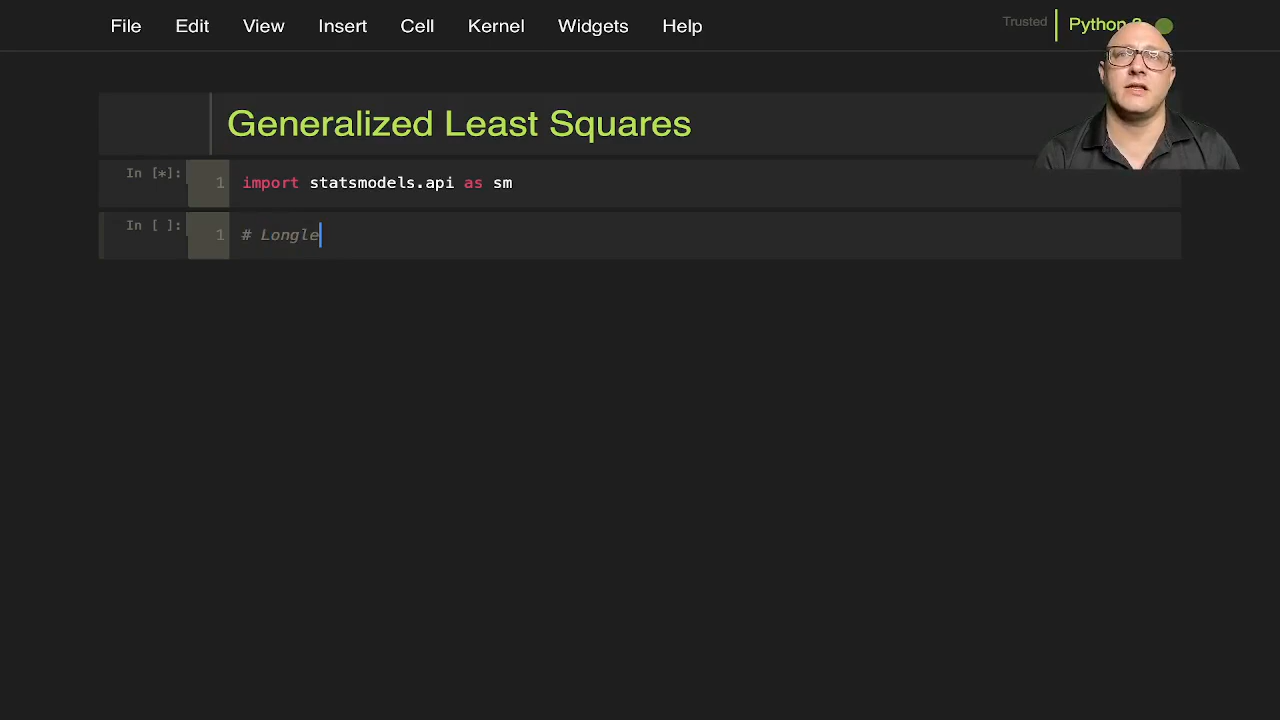 File Edit View Insert Cell Kernel Widgets Help Trusted Python
Generalized Least Squares
In [*]: 1 import statsmodels.api as sm
In [ ]: 1 # Longle